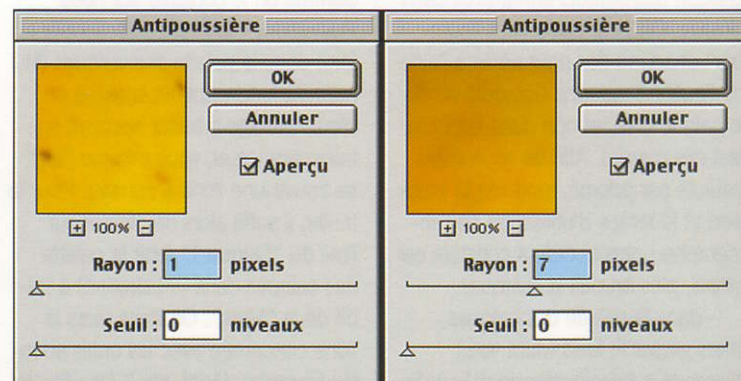 Antipoussière
OK
Annuler
Aperçu
+ 100% -
Rayon : 1 pixels
Seuil : 0 niveaux
Antipoussière
OK
Annuler
Aperçu
+ 100% -
Rayon : 7 pixels
Seuil : 0 niveaux